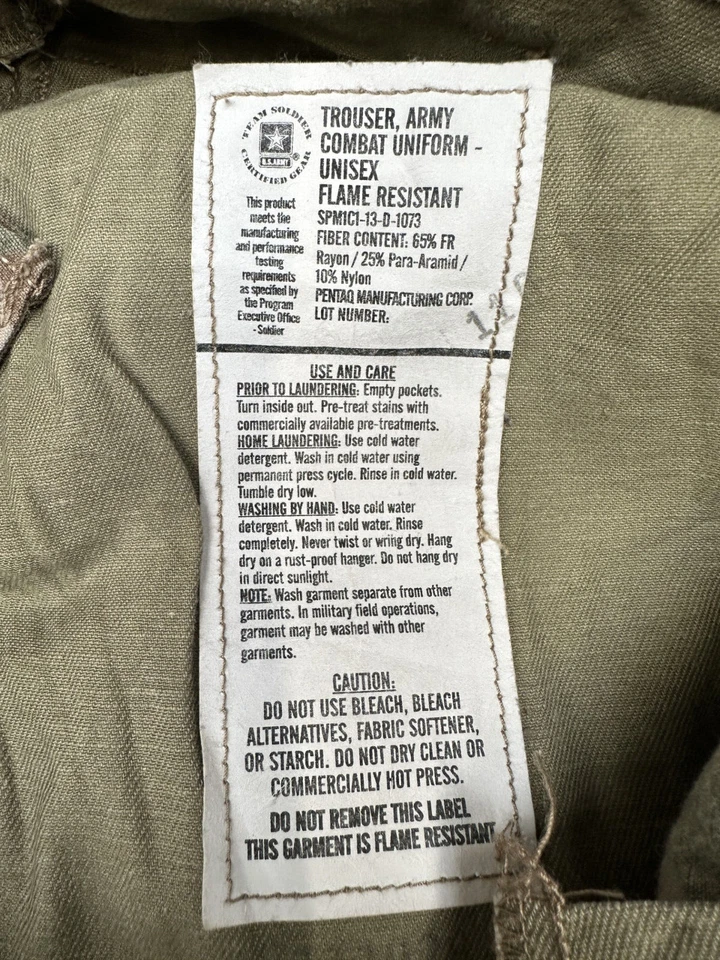 TEAM SOLDIER
U.S.ARMY
®
CERTIFIED GEAR
This product
meets the
manufacturing
and performance
testing
requirements
as specified by
the Program
Executive Office
- Soldier
TROUSER, ARMY
COMBAT UNIFORM -
UNISEX
FLAME RESISTANT
SPM1C1-13-D-1073
FIBER CONTENT: 65% FR
Rayon / 25% Para-Aramid /
10% Nylon
PENTAQ MANUFACTURING CORP.
LOT NUMBER:
USE AND CARE
PRIOR TO LAUNDERING: Empty pockets.
Turn inside out. Pre-treat stains with
commercially available pre-treatments.
HOME LAUNDERING: Use cold water
detergent. Wash in cold water using
permanent press cycle. Rinse in cold water.
Tumble dry low.
WASHING BY HAND: Use cold water
detergent. Wash in cold water. Rinse
completely. Never twist or wring dry. Hang
dry on a rust-proof hanger. Do not hang dry
in direct sunlight.
NOTE: Wash garment separate from other
garments. In military field operations,
garment may be washed with other
garments.
CAUTION:
DO NOT USE BLEACH, BLEACH
ALTERNATIVES, FABRIC SOFTENER,
OR STARCH. DO NOT DRY CLEAN OR
COMMERCIALLY HOT PRESS.
DO NOT REMOVE THIS LABEL
THIS GARMENT IS FLAME RESISTANT